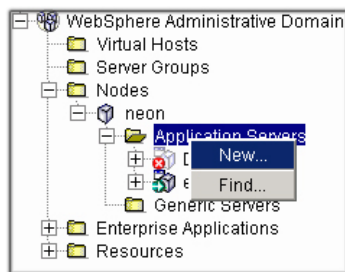 WebSphere Administrative Domain
Virtual Hosts
Server Groups
Nodes
neon
Application Servers
New...
Find...
Generic Servers
Enterprise Applications
Resources